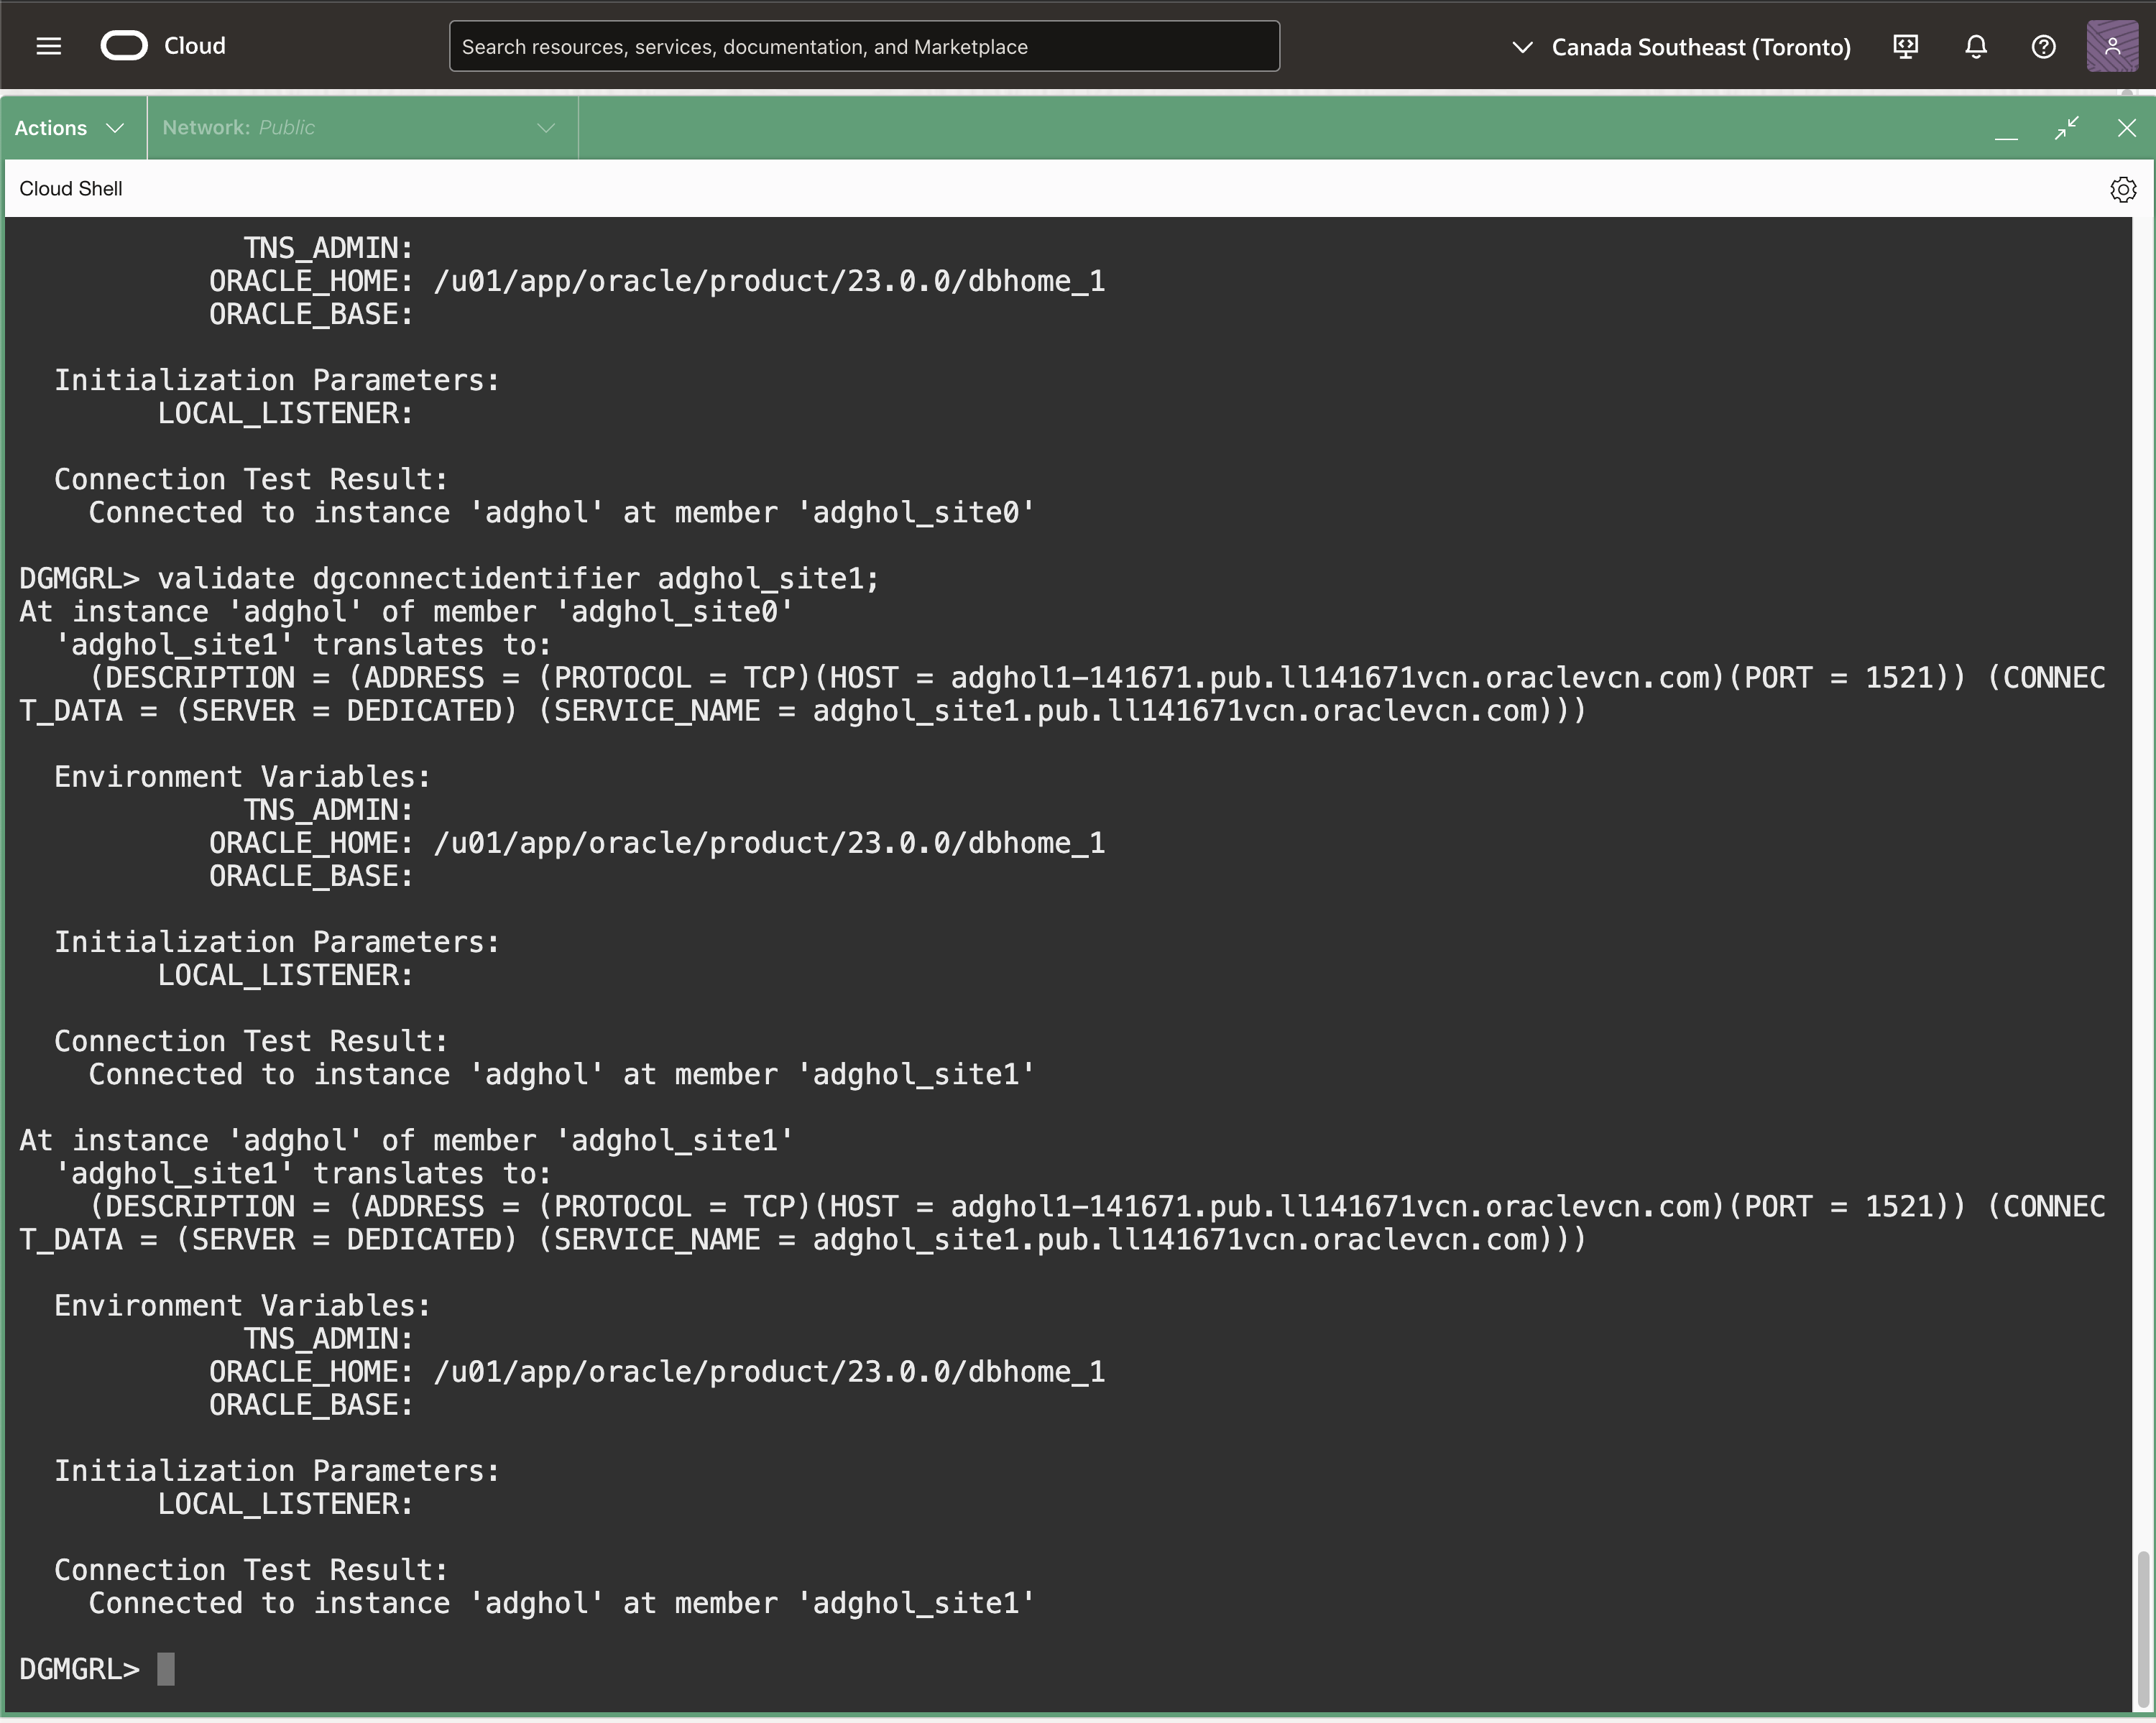 Cloud
Search resources, services, documentation, and Marketplace
Canada Southeast (Toronto)
Actions
Network: Public
Cloud Shell
TNS_ADMIN:
ORACLE_HOME: /u01/app/oracle/product/23.0.0/dbhome_1
ORACLE_BASE:
Initialization Parameters:
LOCAL_LISTENER:
Connection Test Result:
Connected to instance 'adghol' at member 'adghol_site0'
DGMGRL> validate dgconnectidentifier adghol_site1;
At instance 'adghol' of member 'adghol_site0'
'adghol_site1' translates to:
(DESCRIPTION = (ADDRESS = (PROTOCOL = TCP)(HOST = adghol1-141671.pub.ll141671vcn.oraclevcn.com)(PORT = 1521)) (CONNEC
T_DATA = (SERVER = DEDICATED) (SERVICE_NAME = adghol_site1.pub.ll141671vcn.oraclevcn.com)))
Environment Variables:
TNS_ADMIN:
ORACLE_HOME: /u01/app/oracle/product/23.0.0/dbhome_1
ORACLE_BASE:
Initialization Parameters:
LOCAL_LISTENER:
Connection Test Result:
Connected to instance 'adghol' at member 'adghol_site1'
At instance 'adghol' of member 'adghol_site1'
'adghol_site1' translates to:
(DESCRIPTION = (ADDRESS = (PROTOCOL = TCP)(HOST = adghol1-141671.pub.ll141671vcn.oraclevcn.com)(PORT = 1521)) (CONNEC
T_DATA = (SERVER = DEDICATED) (SERVICE_NAME = adghol_site1.pub.ll141671vcn.oraclevcn.com)))
Environment Variables:
TNS_ADMIN:
ORACLE_HOME: /u01/app/oracle/product/23.0.0/dbhome_1
ORACLE_BASE:
Initialization Parameters:
LOCAL_LISTENER:
Connection Test Result:
Connected to instance 'adghol' at member 'adghol_site1'
DGMGRL>